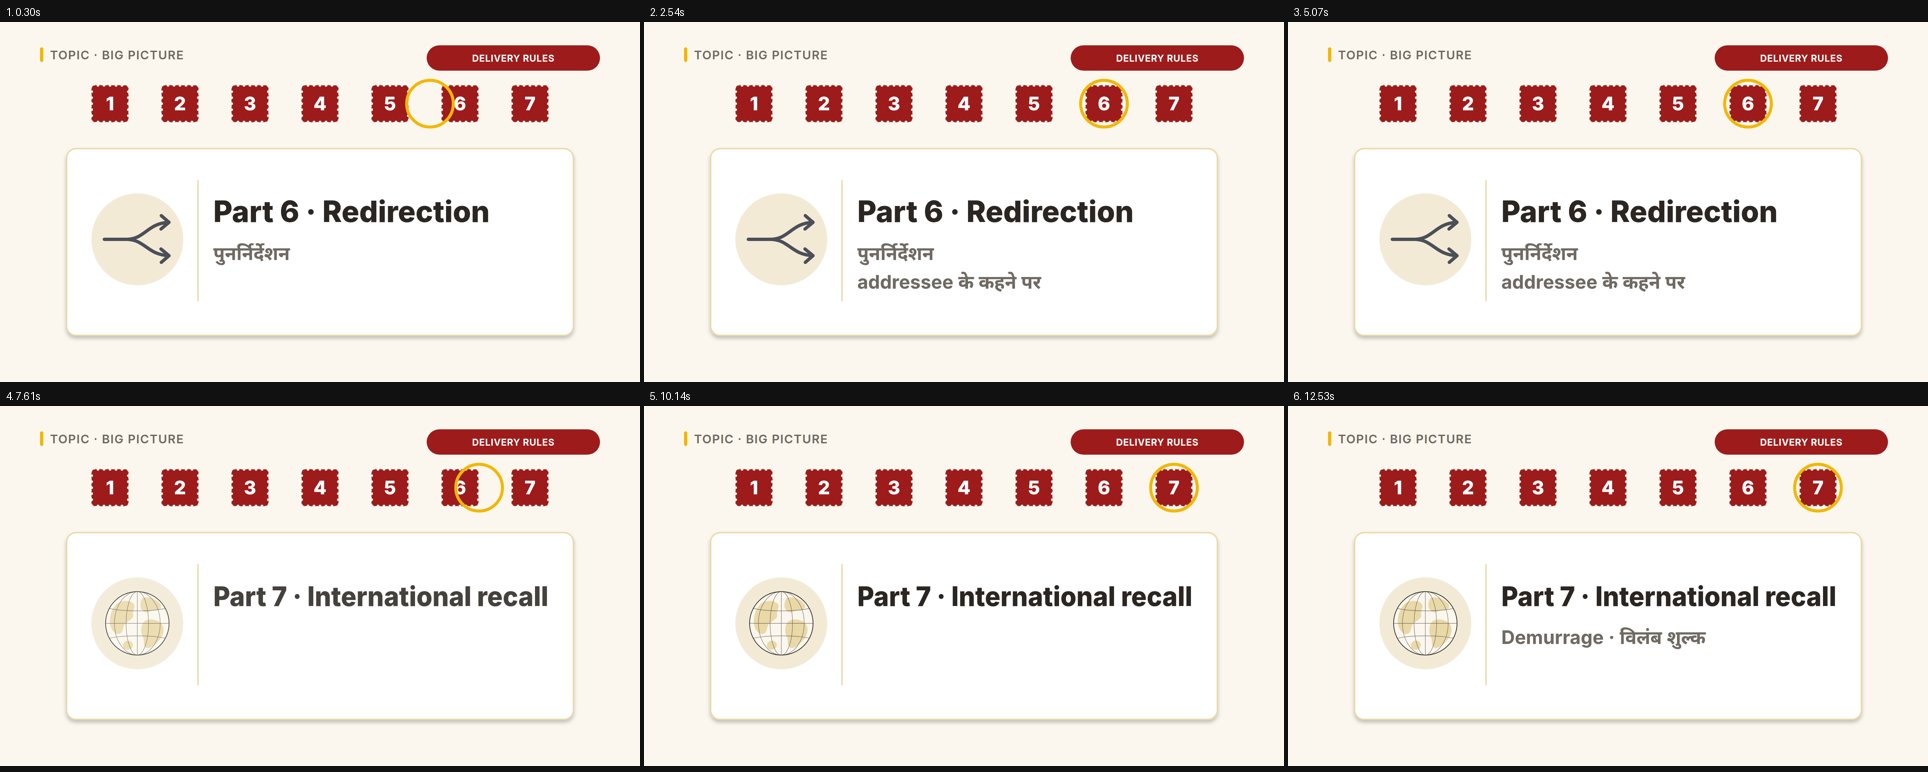 1. 0.30s
TOPIC · BIG PICTURE
DELIVERY RULES
1 2 3 4 5 6 7
Part 6 · Redirection
पुनर्निर्देशन
2. 2.54s
TOPIC · BIG PICTURE
DELIVERY RULES
1 2 3 4 5 6 7
Part 6 · Redirection
पुनर्निर्देशन
addressee के कहने पर
3. 5.07s
TOPIC · BIG PICTURE
DELIVERY RULES
1 2 3 4 5 6 7
Part 6 · Redirection
पुनर्निर्देशन
addressee के कहने पर
4. 7.61s
TOPIC · BIG PICTURE
DELIVERY RULES
1 2 3 4 5 6 7
Part 7 · International recall
5. 10.14s
TOPIC · BIG PICTURE
DELIVERY RULES
1 2 3 4 5 6 7
Part 7 · International recall
6. 12.53s
TOPIC · BIG PICTURE
DELIVERY RULES
1 2 3 4 5 6 7
Part 7 · International recall
Demurrage · विलंब शुल्क